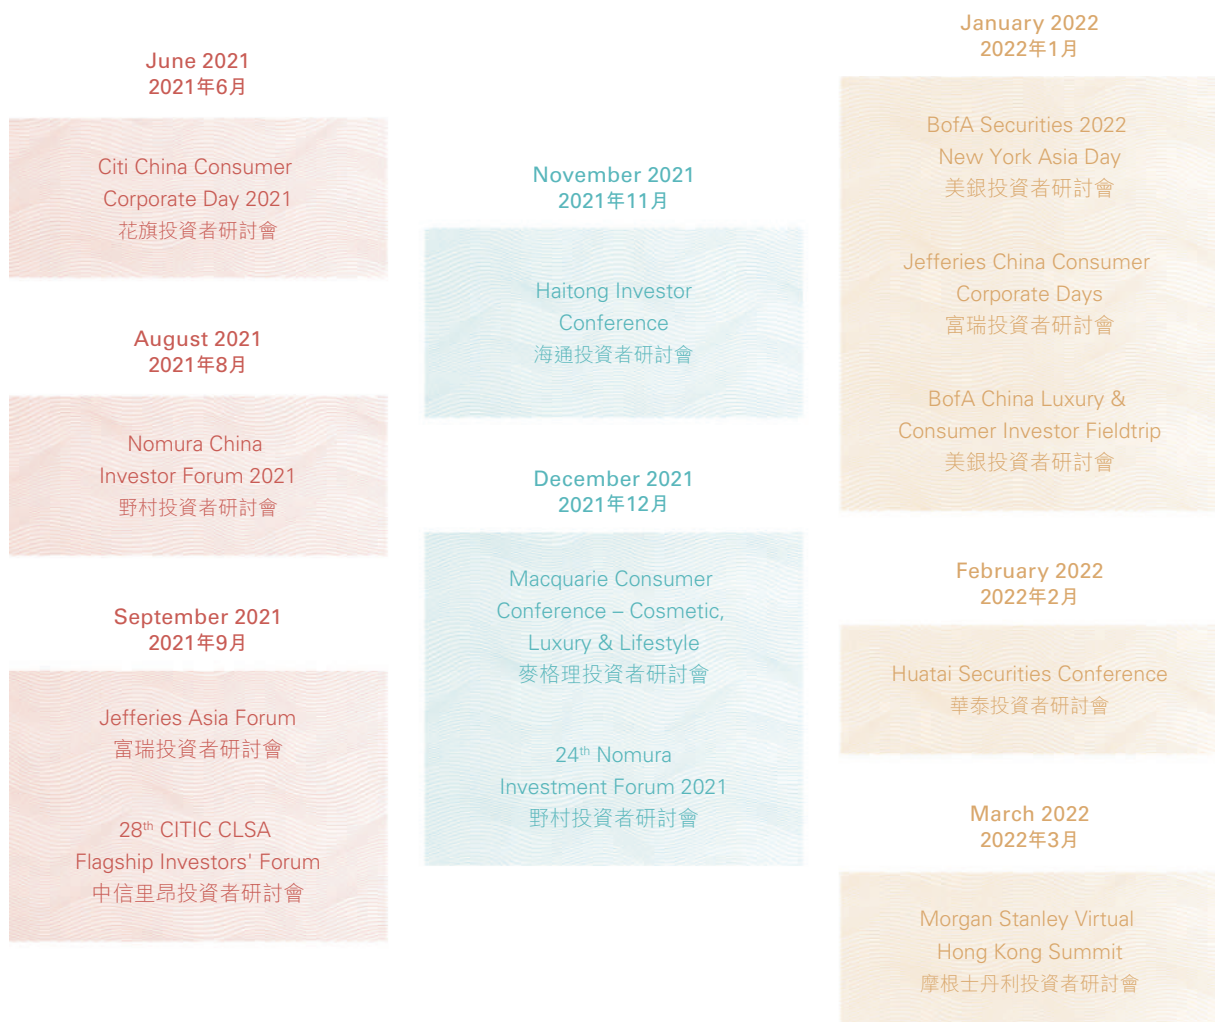 June 2021
2021年6月
Citi China Consumer
Corporate Day 2021
花旗投資者研討會
August 2021
2021年8月
Nomura China
Investor Forum 2021
野村投資者研討會
September 2021
2021年9月
Jefferies Asia Forum
富瑞投資者研討會
28th CITIC CLSA
Flagship Investors' Forum
中信里昂投資者研討會
November 2021
2021年11月
Haitong Investor
Conference
海通投資者研討會
December 2021
2021年12月
Macquarie Consumer
Conference – Cosmetic,
Luxury & Lifestyle
麥格理投資者研討會
24th Nomura
Investment Forum 2021
野村投資者研討會
January 2022
2022年1月
BofA Securities 2022
New York Asia Day
美銀投資者研討會
Jefferies China Consumer
Corporate Days
富瑞投資者研討會
BofA China Luxury &
Consumer Investor Fieldtrip
美銀投資者研討會
February 2022
2022年2月
Huatai Securities Conference
華泰投資者研討會
March 2022
2022年3月
Morgan Stanley Virtual
Hong Kong Summit
摩根士丹利投資者研討會